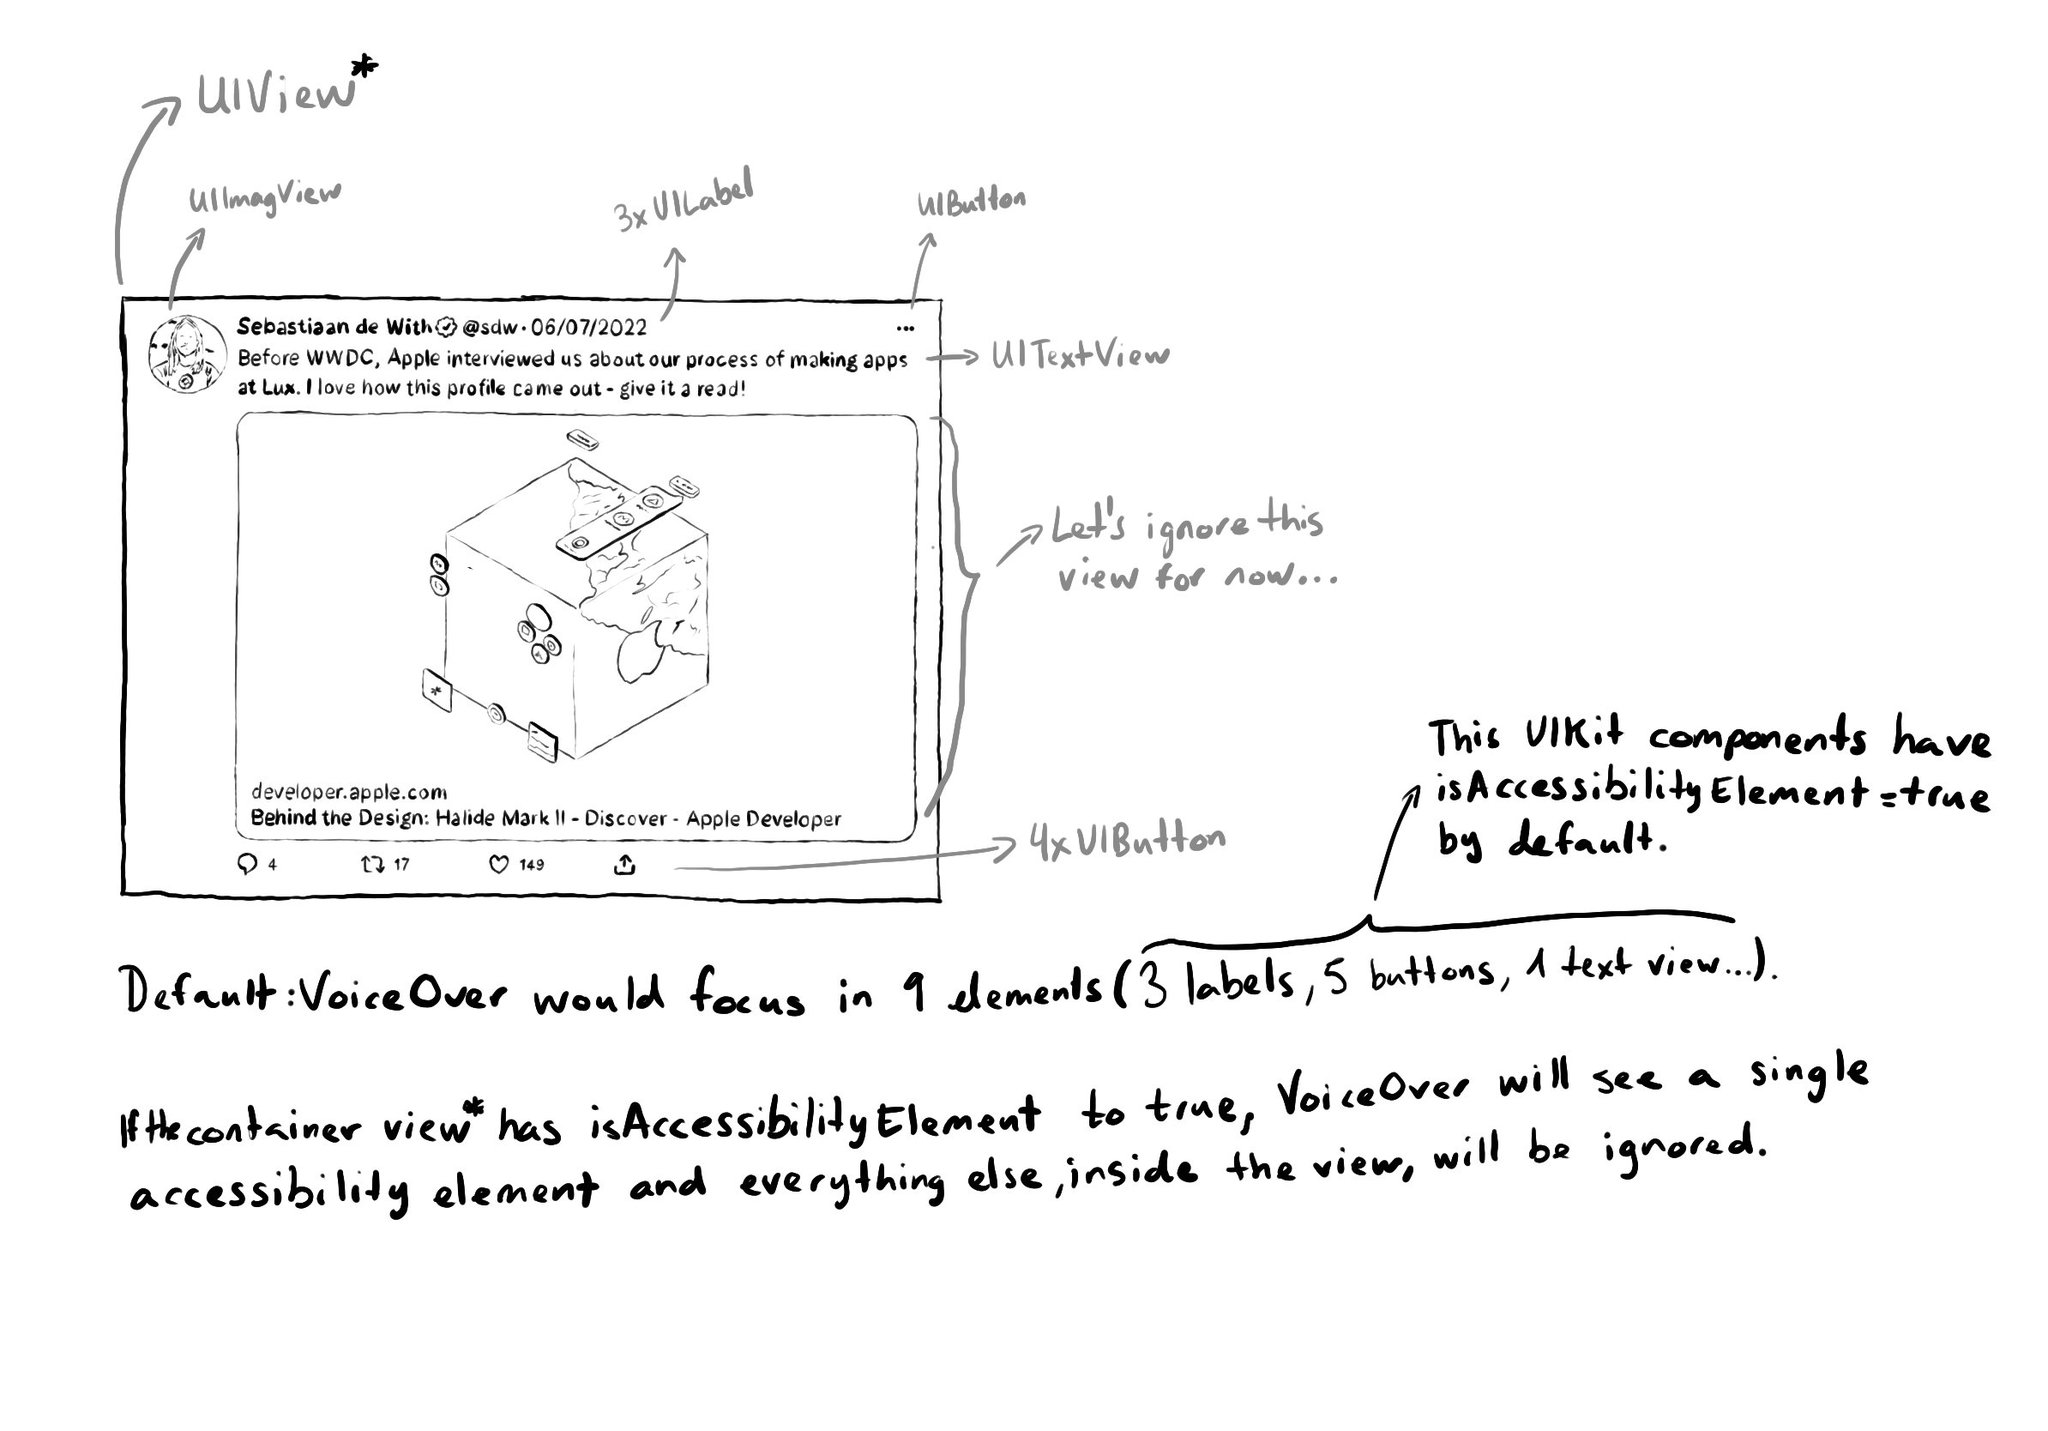 UIView*
UIImagView
3xUILabel
UIButton
Sebastiaan de With @sdw · 06/07/2022 ...
Before WWDC, Apple interviewed us about our process of making apps
at Lux. I love how this profile came out - give it a read!
UITextView
Let's ignore this
view for now...
developer.apple.com
Behind the Design: Halide Mark II - Discover - Apple Developer
4 17 149
4xUIButton
This UIKit components have
isAccessibilityElement = true
by default.
Default: VoiceOver would focus in 9 elements (3 labels, 5 buttons, 1 text view...).
If the container view* has isAccessibilityElement to true, VoiceOver will see a single
accessibility element and everything else, inside the view, will be ignored.